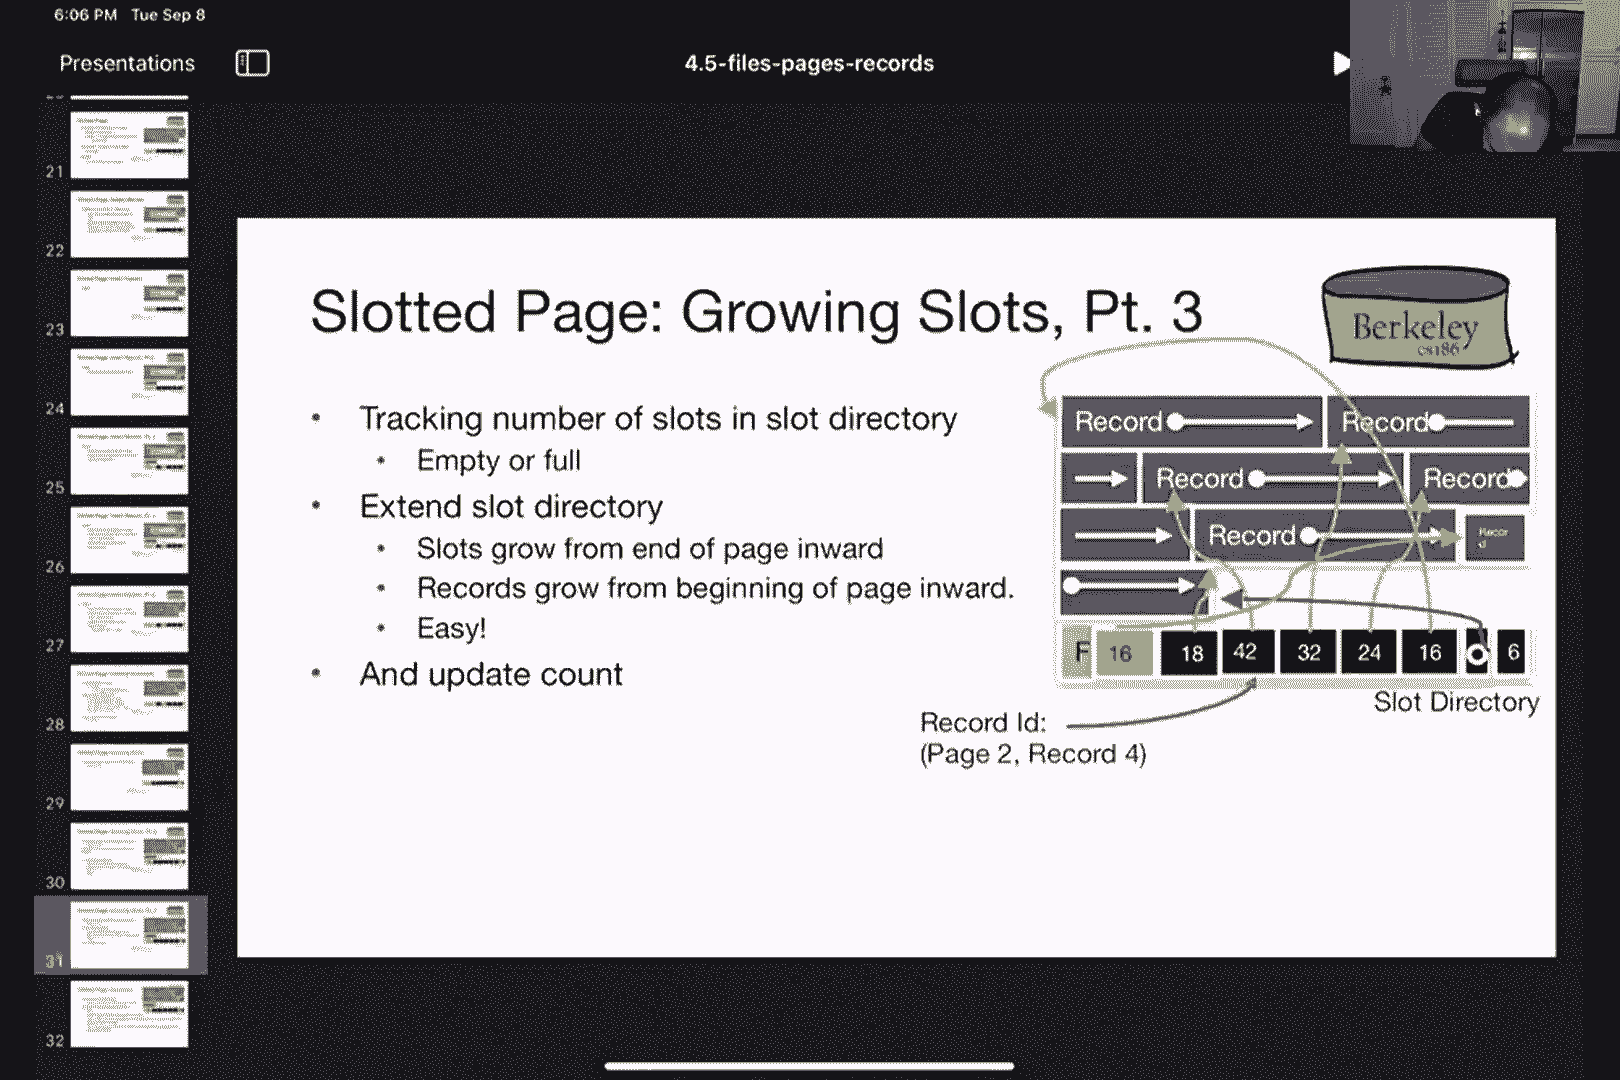 6:06 PM Tue Sep 8
Presentations
4.5-files-pages-records
21
22
23
24
25
26
27
28
29
30
31
32
Slotted Page: Growing Slots, Pt. 3
Berkeley
cs186
• Tracking number of slots in slot directory
• Empty or full
• Extend slot directory
• Slots grow from end of page inward
• Records grow from beginning of page inward.
• Easy!
• And update count
Record Record
Record Record
Record Recor
d
F 16 18 42 32 24 16 6
Slot Directory
Record Id:
(Page 2, Record 4)